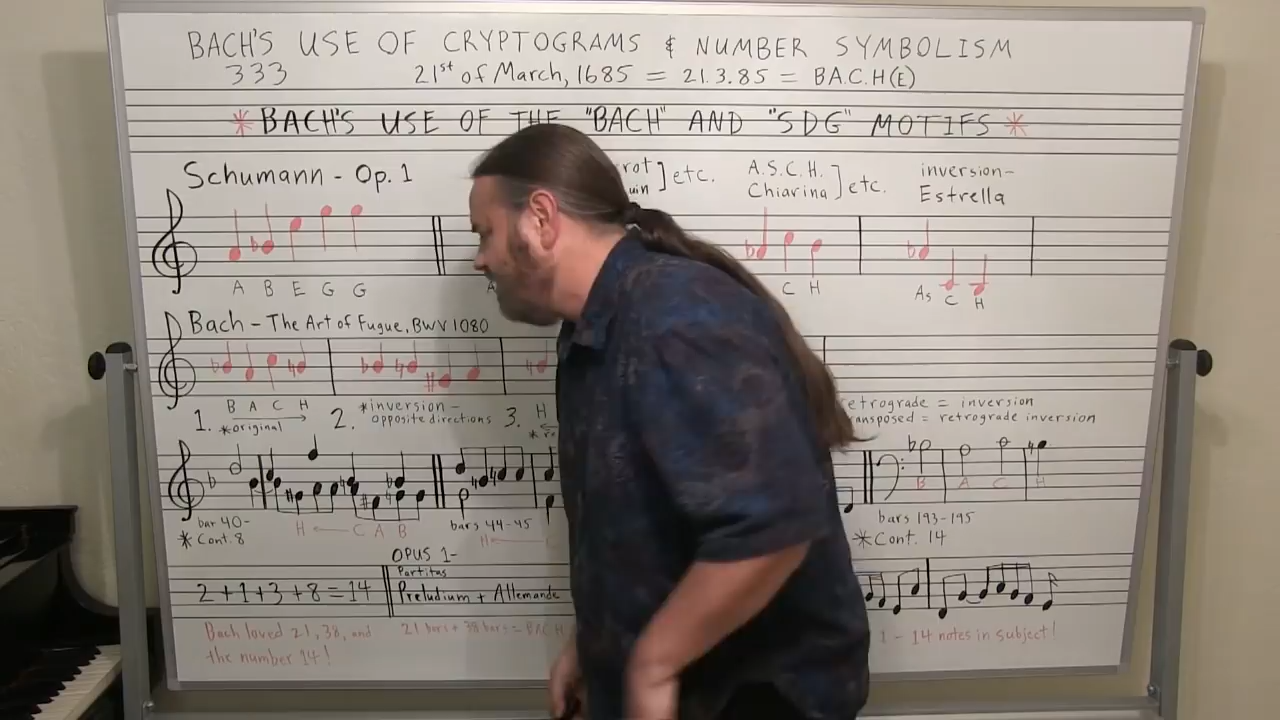 BACH'S USE OF CRYPTOGRAMS & NUMBER SYMBOLISM
333 21st of March, 1685 = 21.3.85 = B.A.C.H(E)
*BACH'S USE OF THE "BACH" AND "SDG" MOTIFS*
Schumann - Op. 1
rot
uin ] etc.
A.S.C.H.
Chiarina ] etc.
inversion-
Estrella
A B E G G
A
C H
As C H
Bach - The Art of Fugue, BWV 1080
B A C H
1. *original
2. *inversion-
opposite directions
3. H
etrograde = inversion
ansposed = retrograde inversion
B A C H
bar 40-
*Cont. 8
H ← C A B
bars 44-45
H
bars 193-195
*Cont. 14
2+1+3+8=14
OPUS 1-
Partitas
Preludium + Allemande
Bach loved 21, 38, and
the number 14!
21 bars + 38 bars = BACH
1 - 14 notes in subject!